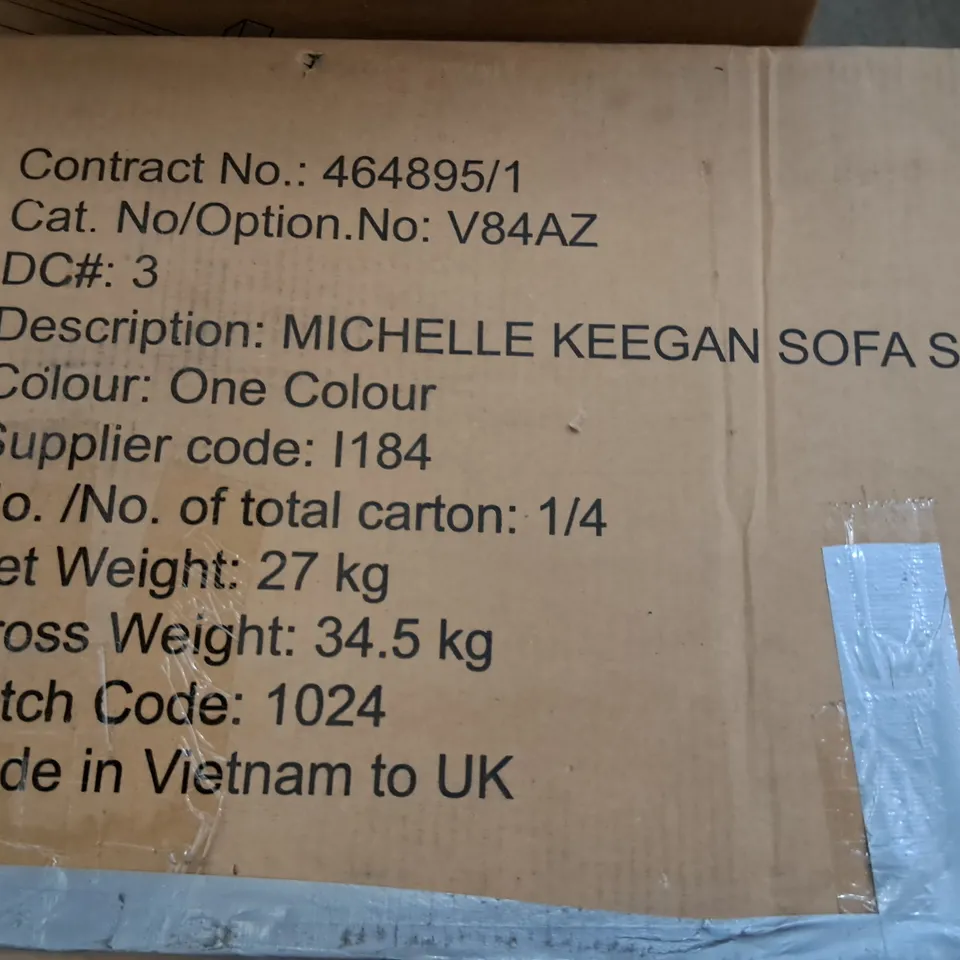 Contract No.: 464895/1
Cat. No/Option.No: V84AZ
DC#: 3
Description: MICHELLE KEEGAN SOFA S
Colour: One Colour
Supplier code: I184
o. /No. of total carton: 1/4
et Weight: 27 kg
ross Weight: 34.5 kg
tch Code: 1024
de in Vietnam to UK